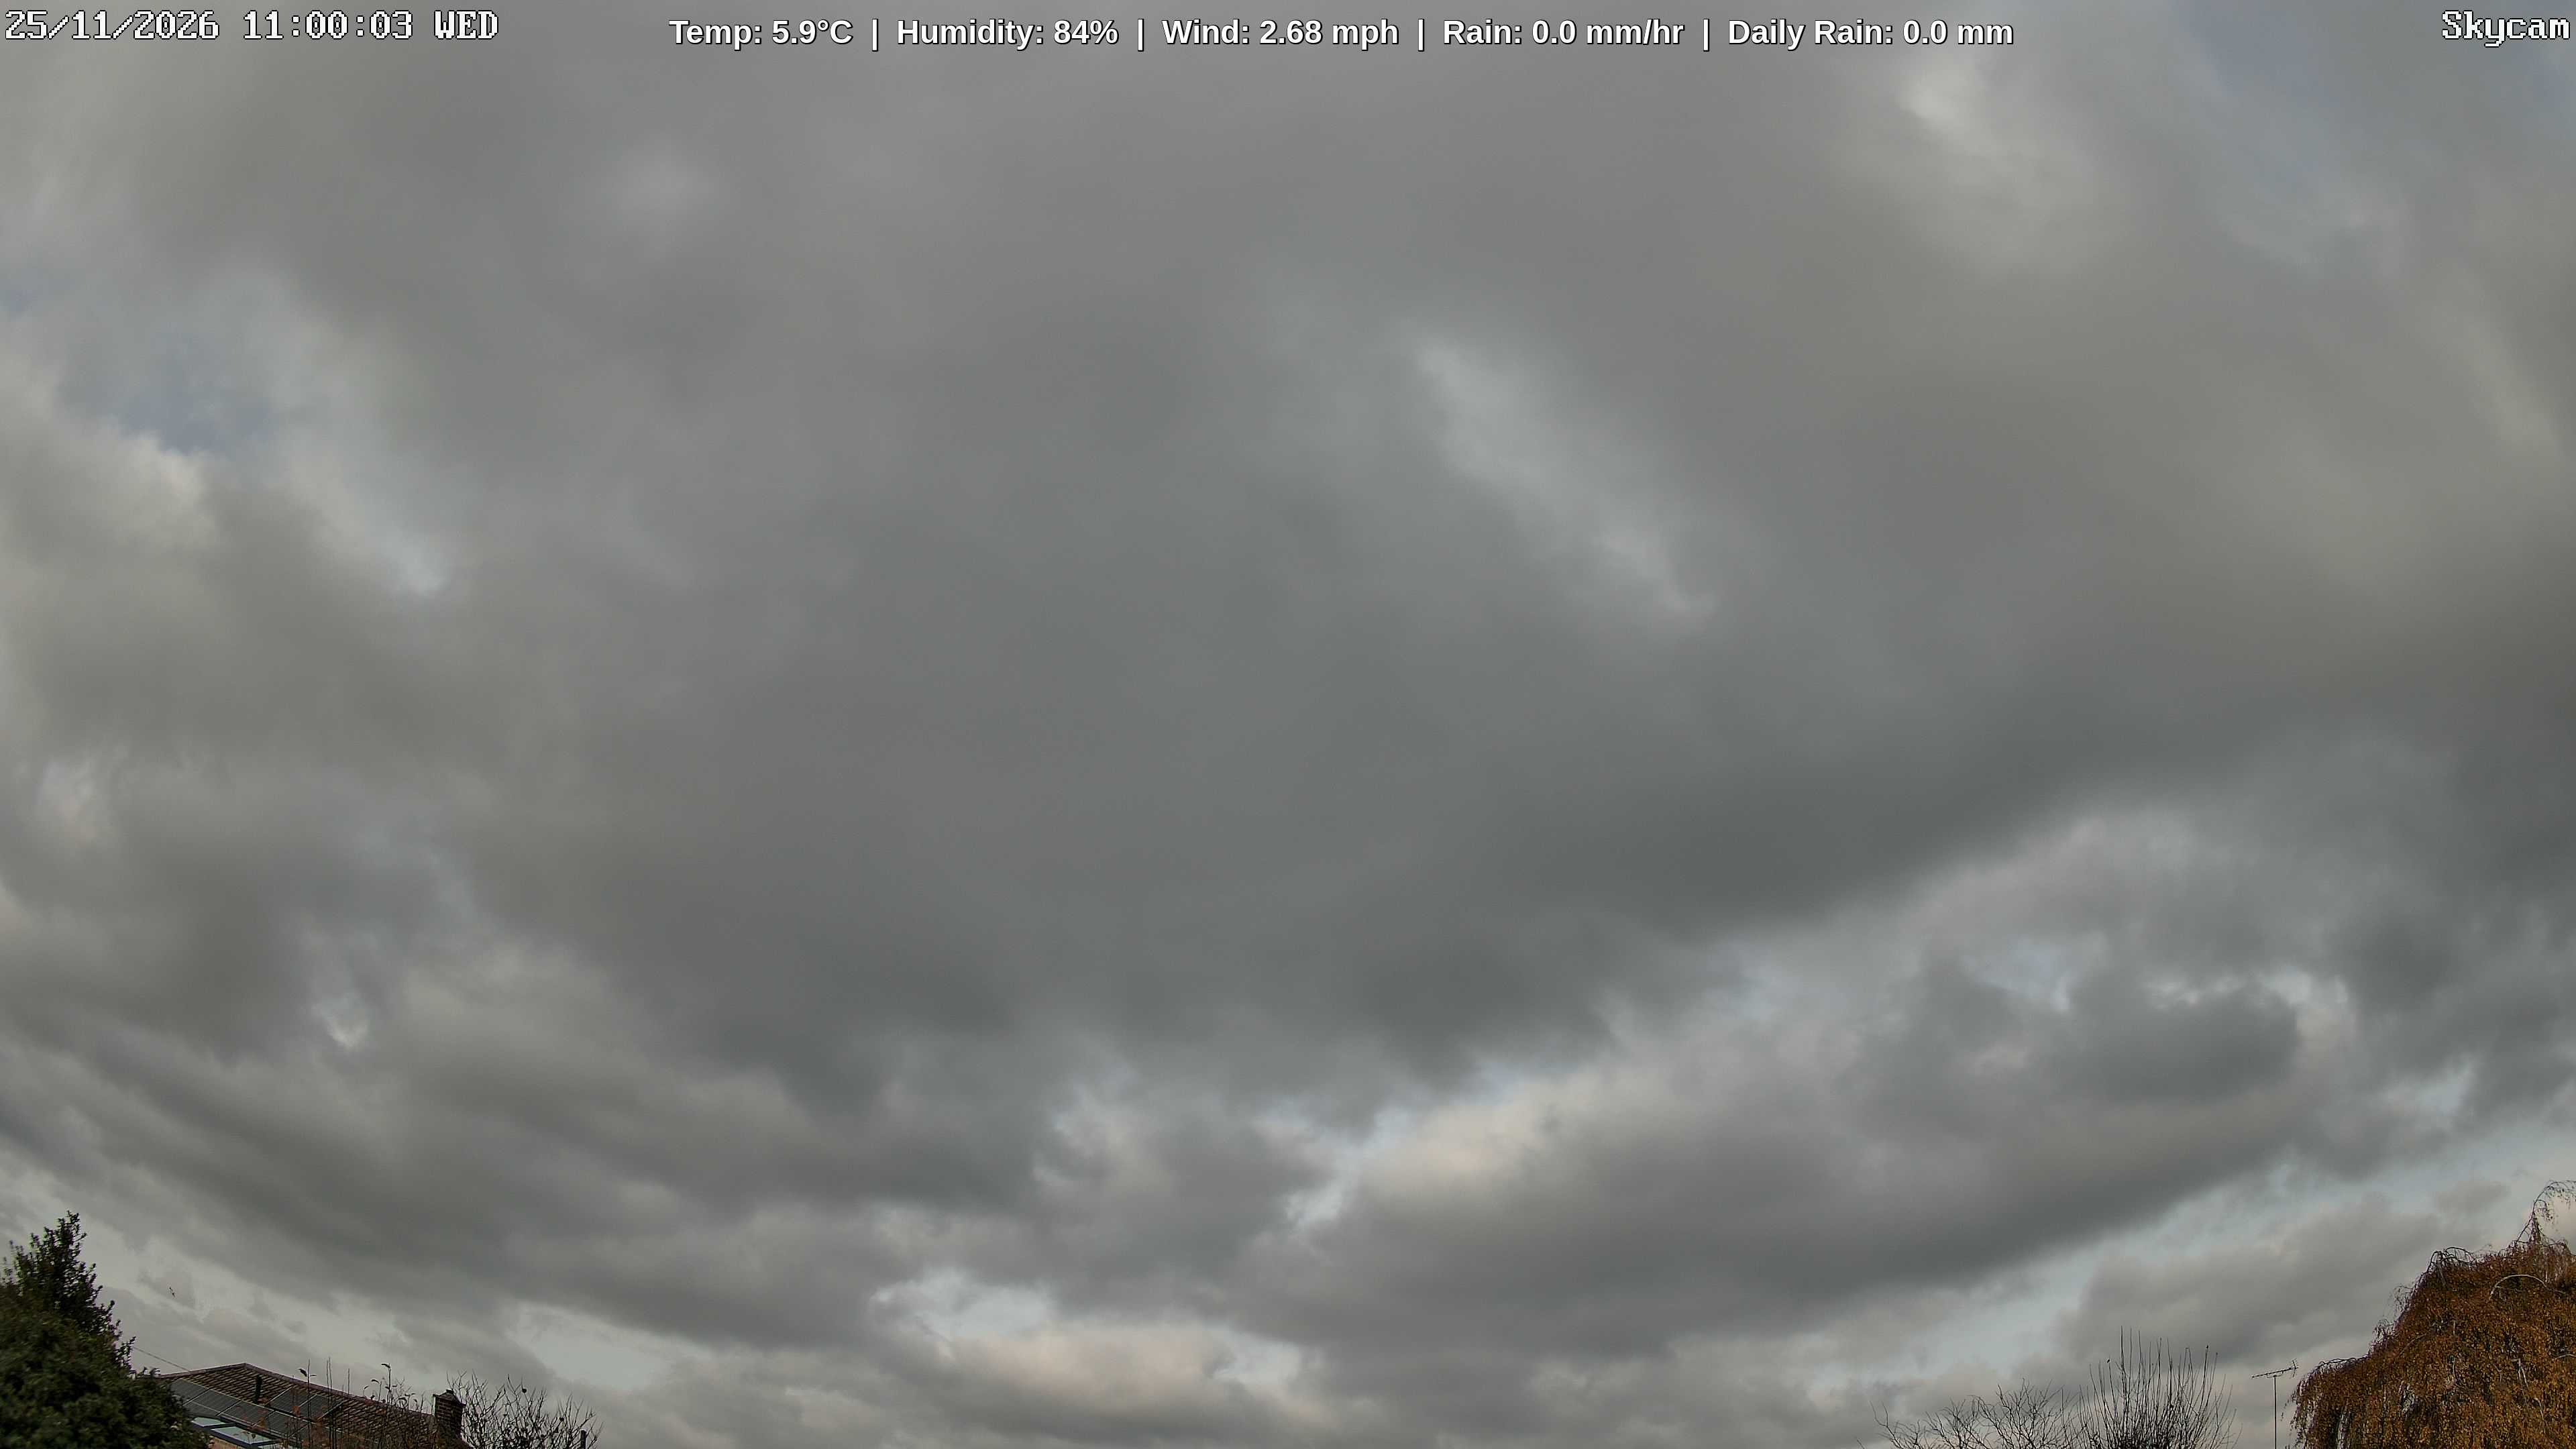 25/11/2026 11:00:03 WED
Temp: 5.9°C | Humidity: 84% | Wind: 2.68 mph | Rain: 0.0 mm/hr | Daily Rain: 0.0 mm
Skycam